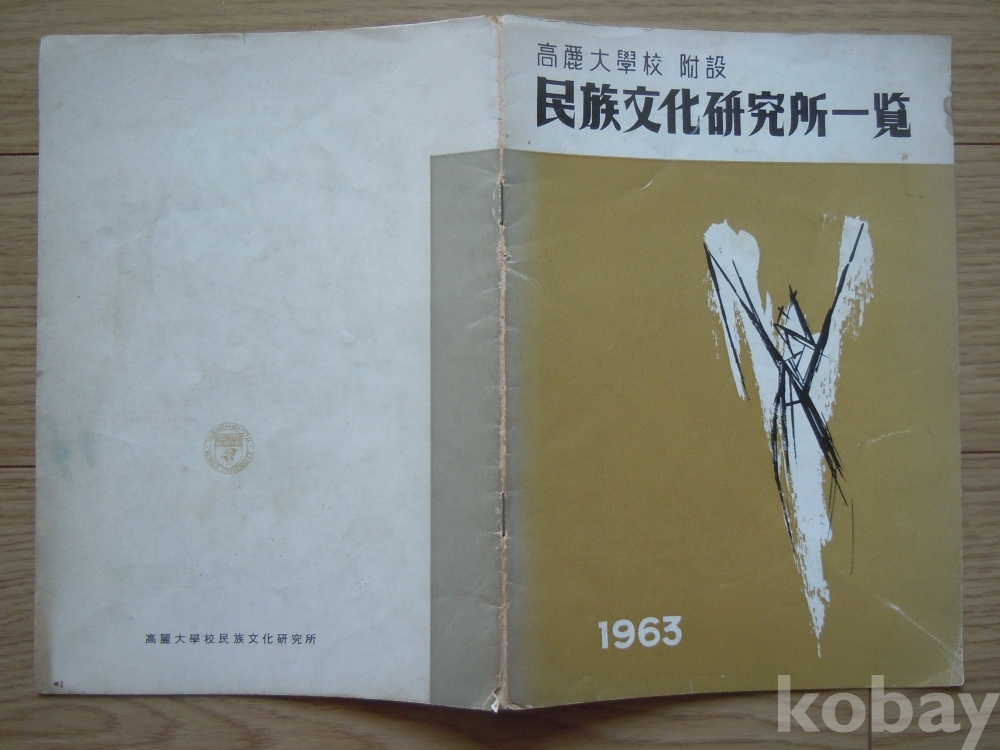 高麗大學校 附設
民族文化研究所一覧
1963
高麗大學校民族文化研究所
kobay